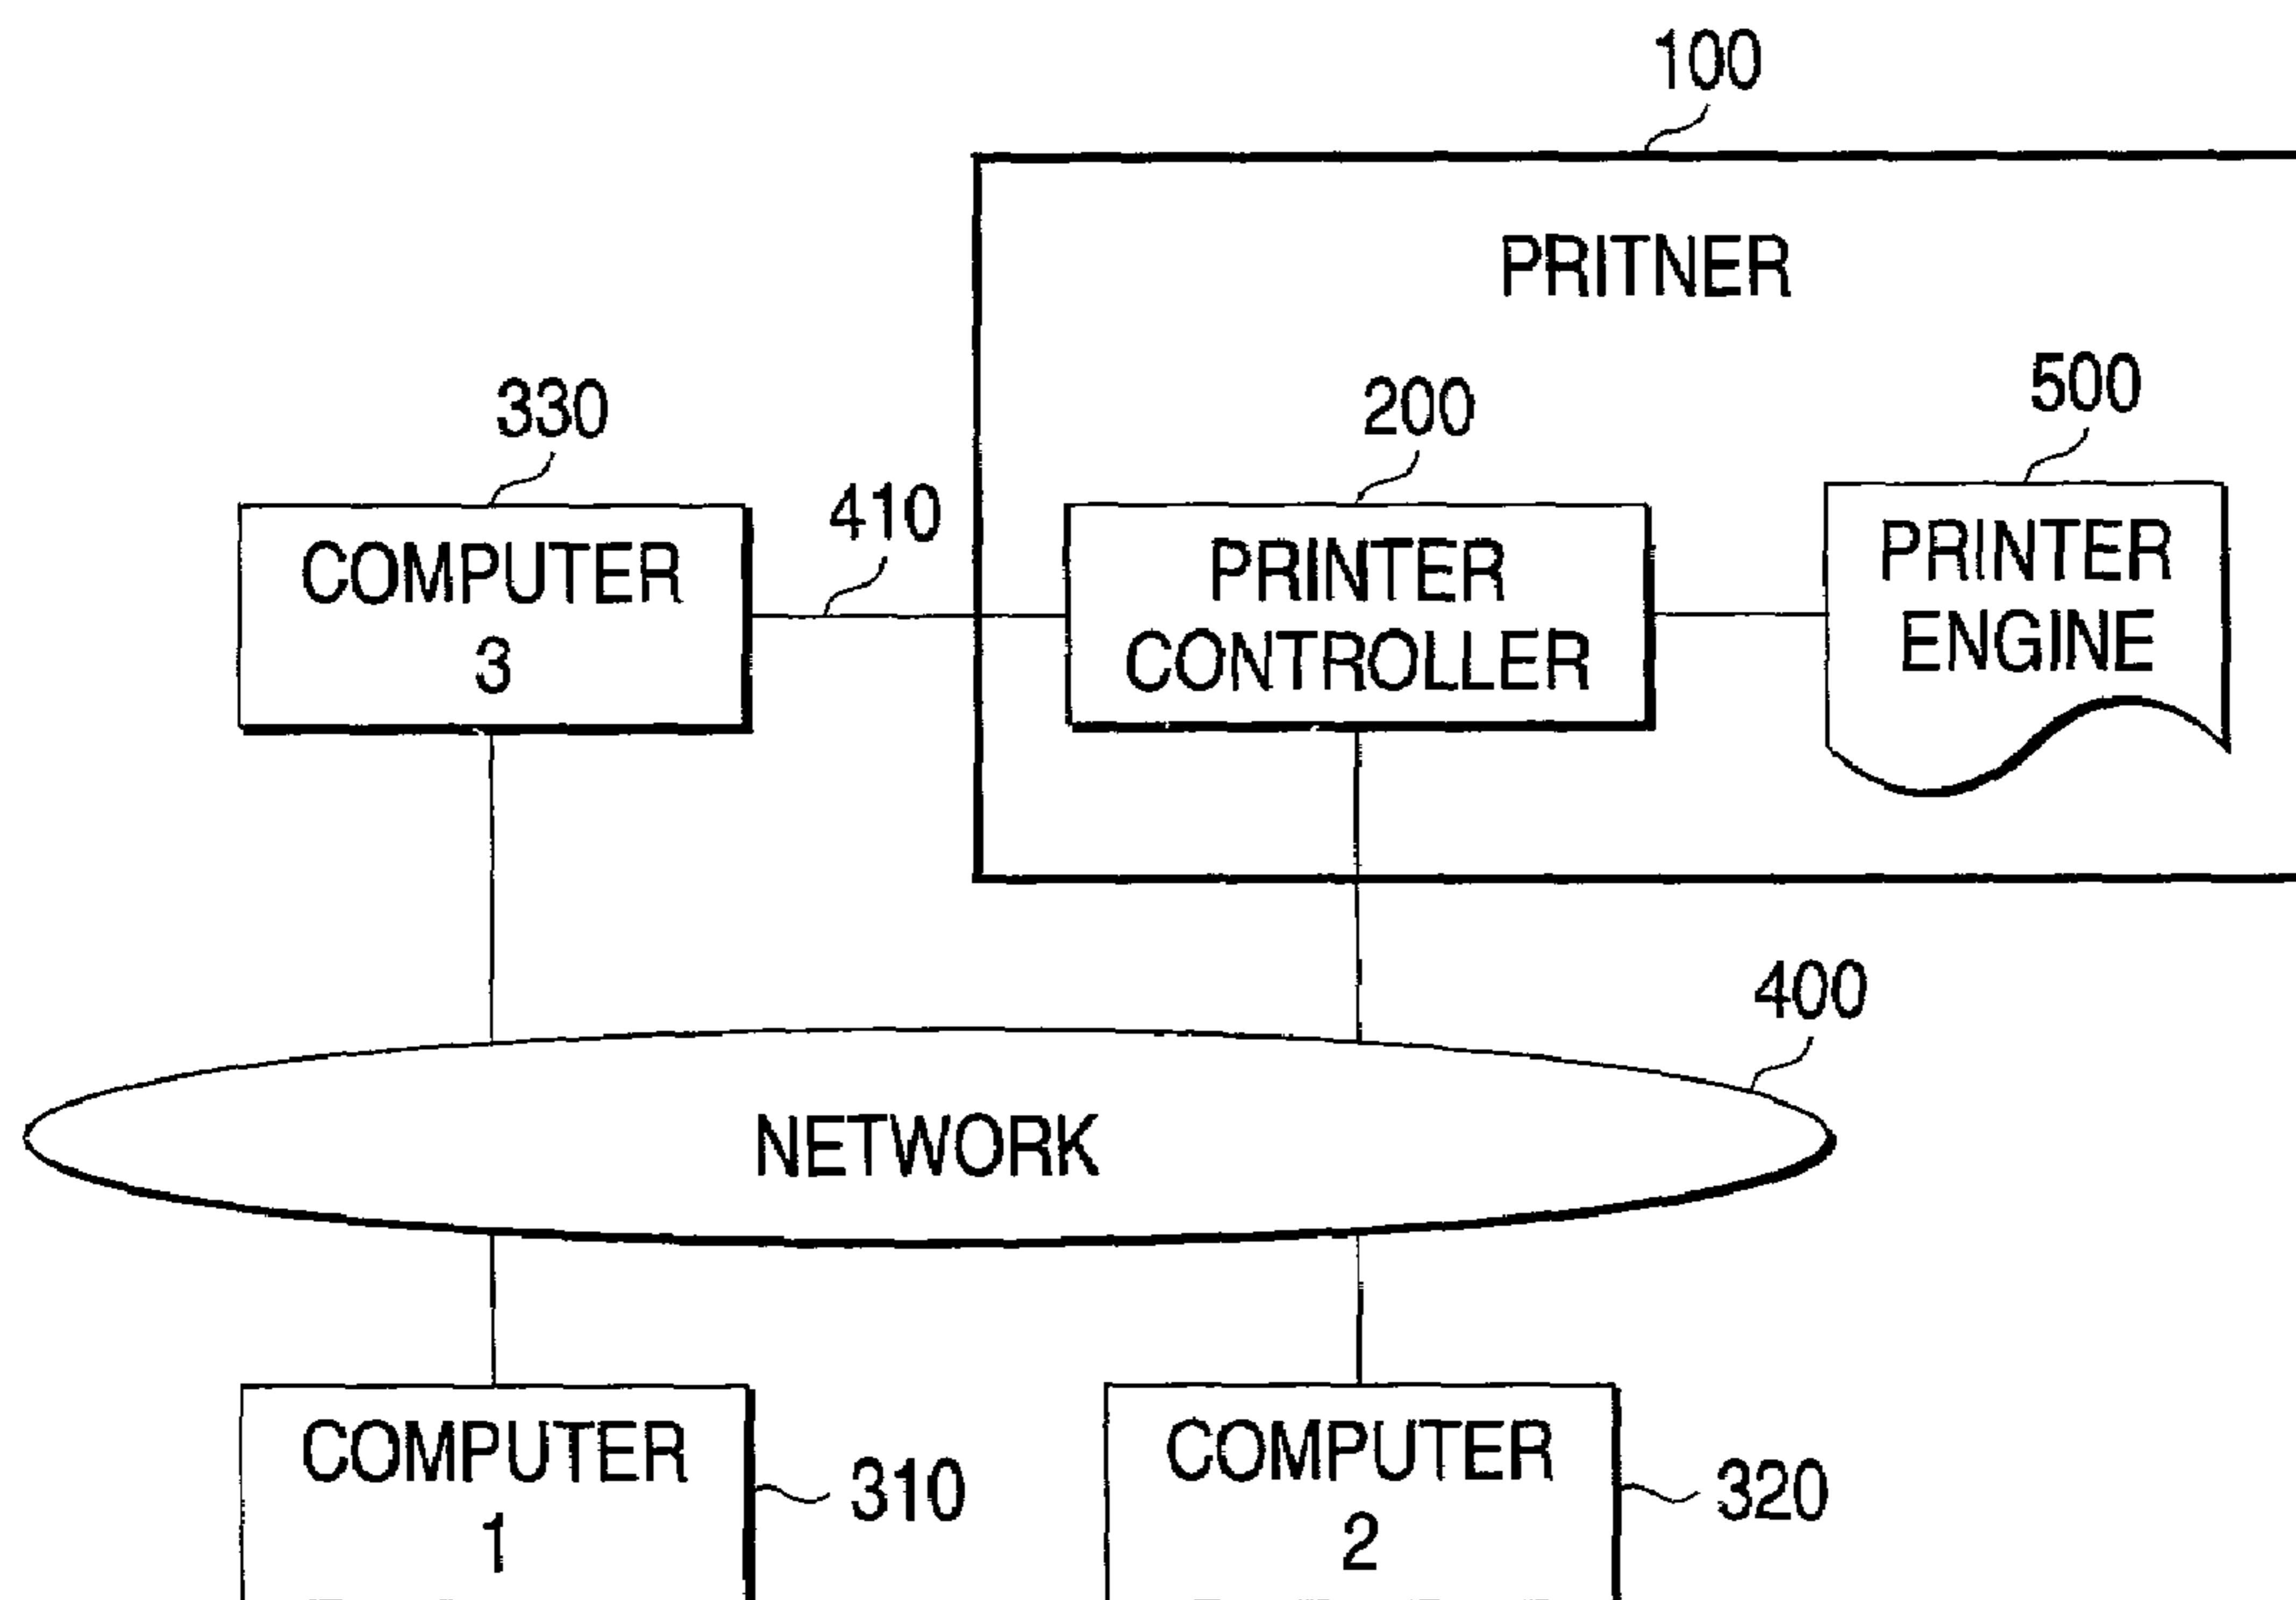 100
PRITNER
330
410
200
500
COMPUTER
3
PRINTER
CONTROLLER
PRINTER
ENGINE
400
NETWORK
COMPUTER
1
310
COMPUTER
2
320